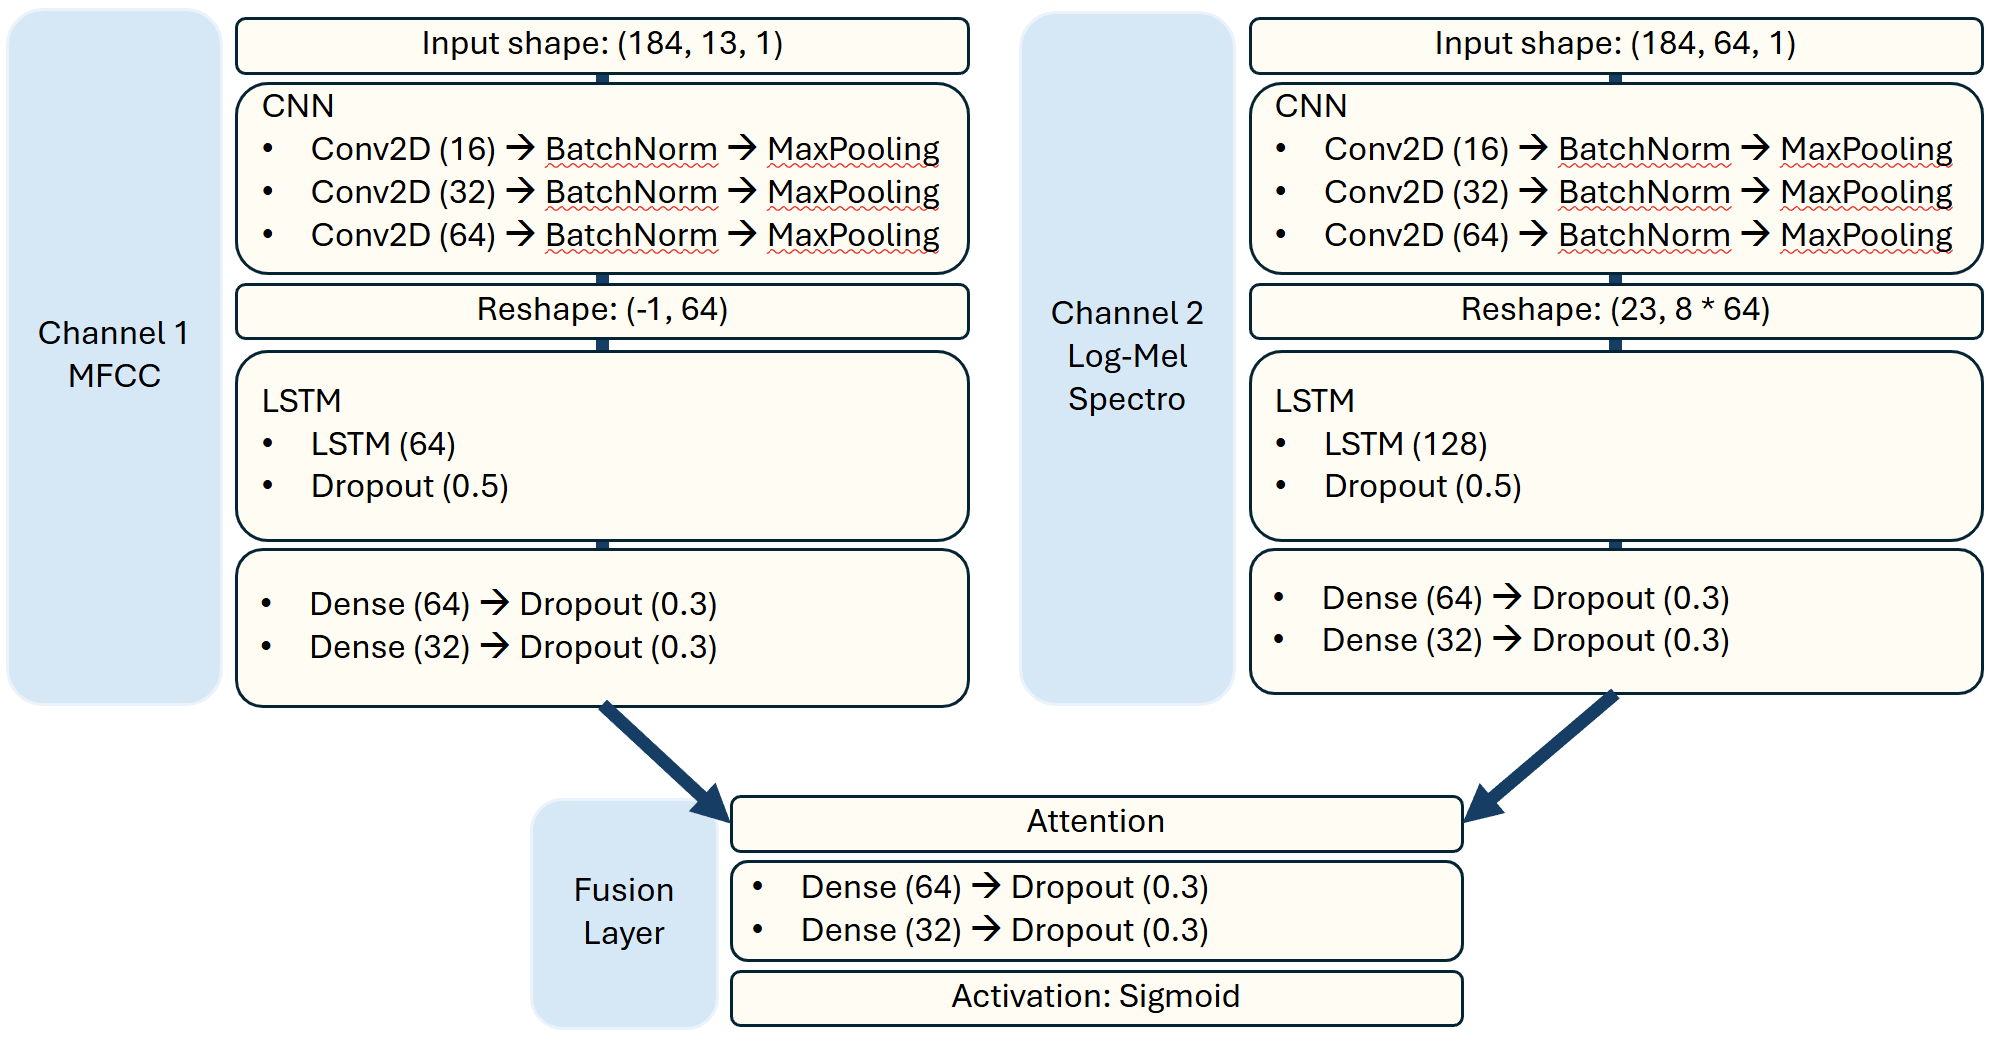 Channel 1
MFCC
Input shape: (184, 13, 1)
CNN
• Conv2D (16) → BatchNorm → MaxPooling
• Conv2D (32) → BatchNorm → MaxPooling
• Conv2D (64) → BatchNorm → MaxPooling
Reshape: (-1, 64)
LSTM
• LSTM (64)
• Dropout (0.5)
• Dense (64) → Dropout (0.3)
• Dense (32) → Dropout (0.3)
Channel 2
Log-Mel
Spectro
Input shape: (184, 64, 1)
CNN
• Conv2D (16) → BatchNorm → MaxPooling
• Conv2D (32) → BatchNorm → MaxPooling
• Conv2D (64) → BatchNorm → MaxPooling
Reshape: (23, 8 * 64)
LSTM
• LSTM (128)
• Dropout (0.5)
• Dense (64) → Dropout (0.3)
• Dense (32) → Dropout (0.3)
Fusion
Layer
Attention
• Dense (64) → Dropout (0.3)
• Dense (32) → Dropout (0.3)
Activation: Sigmoid